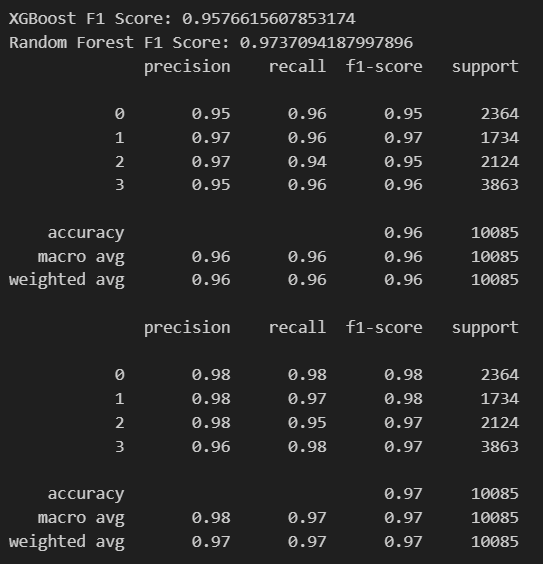 XGBoost F1 Score: 0.9576615607853174
Random Forest F1 Score: 0.9737094187997896
precision recall f1-score support
0 0.95 0.96 0.95 2364
1 0.97 0.96 0.97 1734
2 0.97 0.94 0.95 2124
3 0.95 0.96 0.96 3863
accuracy 0.96 10085
macro avg 0.96 0.96 0.96 10085
weighted avg 0.96 0.96 0.96 10085
precision recall f1-score support
0 0.98 0.98 0.98 2364
1 0.98 0.97 0.98 1734
2 0.98 0.95 0.97 2124
3 0.96 0.98 0.97 3863
accuracy 0.97 10085
macro avg 0.98 0.97 0.97 10085
weighted avg 0.97 0.97 0.97 10085